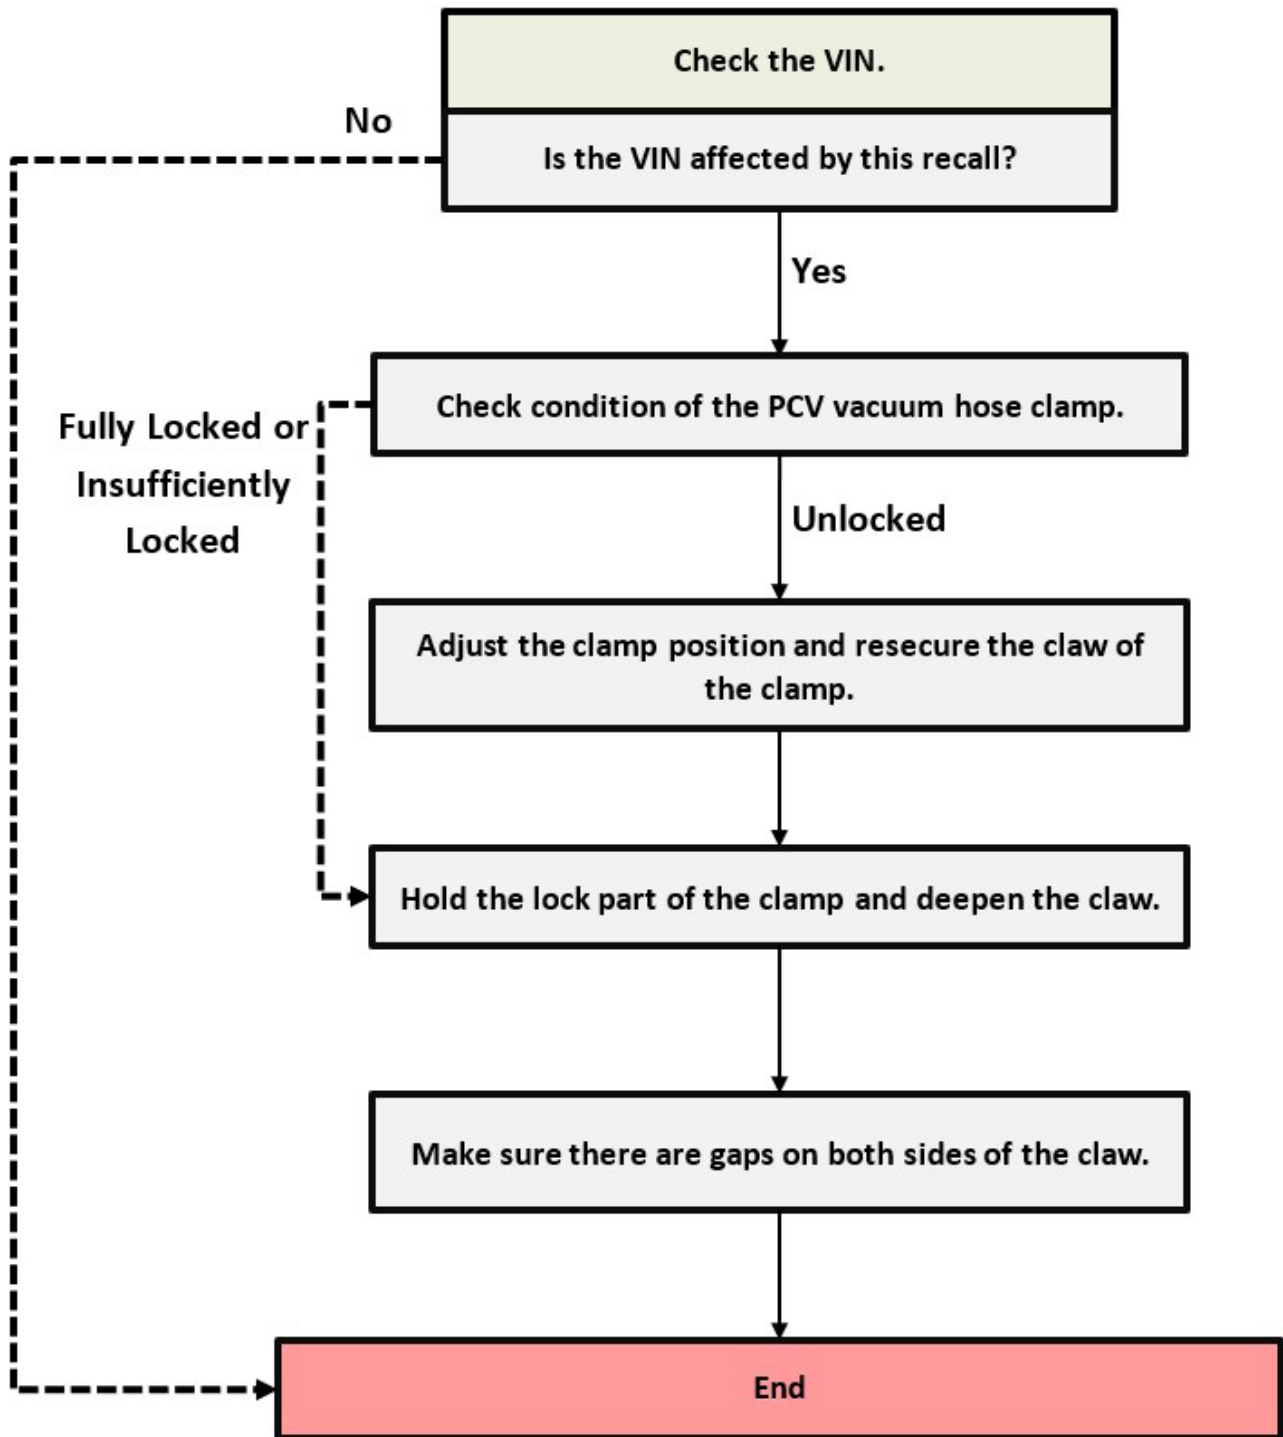 Check the VIN.
No
Is the VIN affected by this recall?
Yes
Check condition of the PCV vacuum hose clamp.
Fully Locked or
Insufficiently
Locked
Unlocked
Adjust the clamp position and resecure the claw of
the clamp.
Hold the lock part of the clamp and deepen the claw.
Make sure there are gaps on both sides of the claw.
End